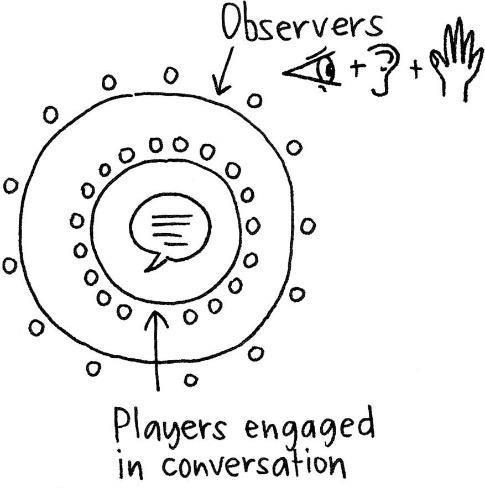 Observers
+ +
Players engaged
in conversation